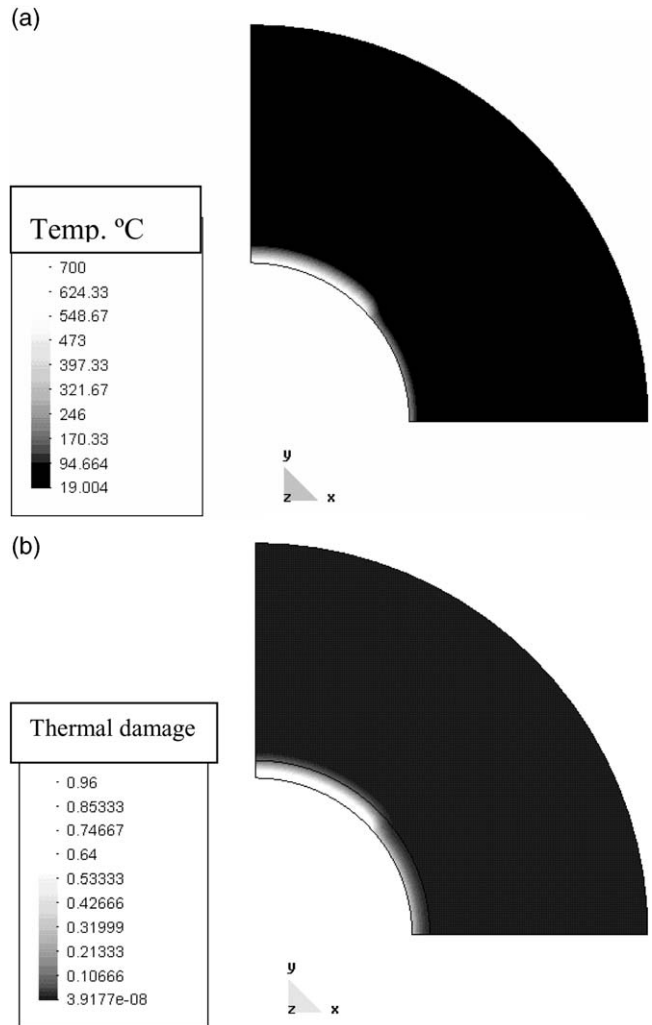 (a)
Temp. ºC
700
624.33
548.67
473
397.33
321.67
246
170.33
94.664
19.004
y
z x
(b)
Thermal damage
0.96
0.85333
0.74667
0.64
0.53333
0.42666
0.31999
0.21333
0.10666
3.9177e-08
y
z x